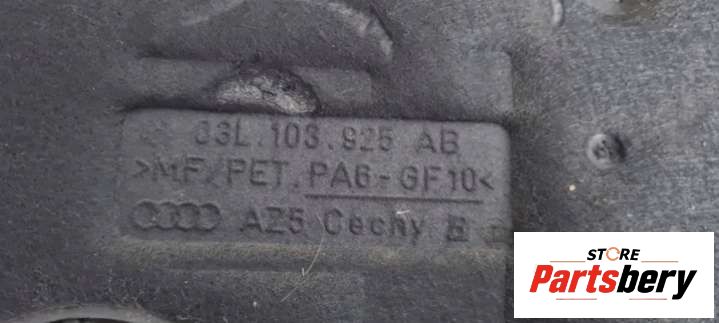 03L.103.925 AB
>MF.PET.PA6-GF10<
AZ5 Cechy E
STORE
Partsbery